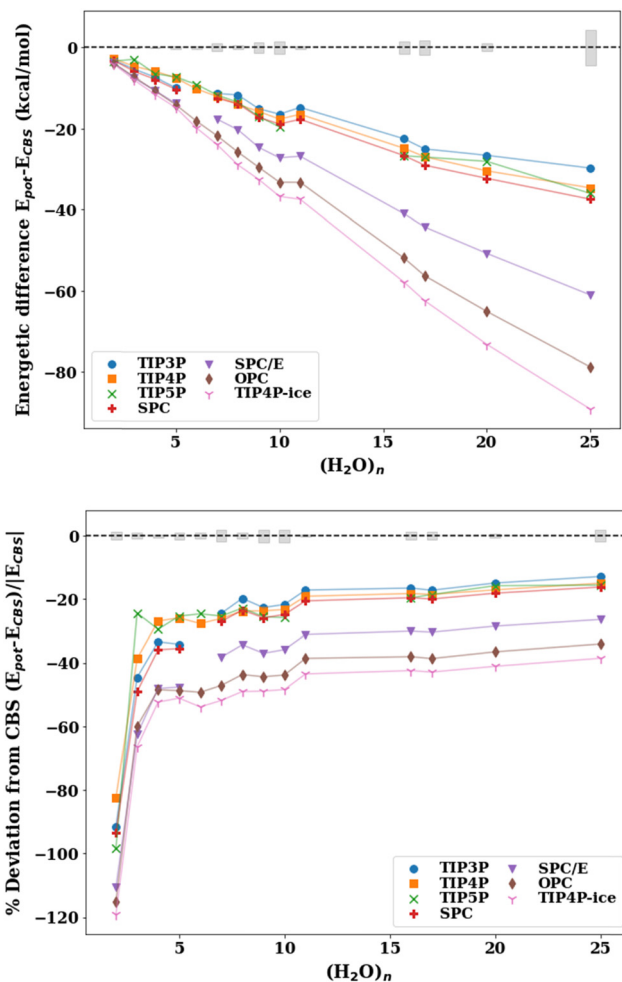 0
−20
−40
−60
−80
Energetic difference E_pot-E_CBS (kcal/mol)
TIP3P
TIP4P
TIP5P
SPC
SPC/E
OPC
TIP4P-ice
5 10 15 20 25
(H₂O)ₙ
0
−20
−40
−60
−80
−100
−120
% Deviation from CBS (E_pot-E_CBS)/|E_CBS|
TIP3P
TIP4P
TIP5P
SPC
SPC/E
OPC
TIP4P-ice
5 10 15 20 25
(H₂O)ₙ